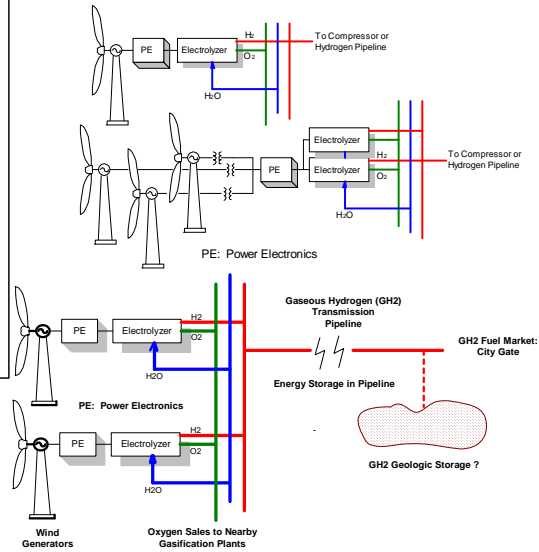 PE
Electrolyzer
H₂
O₂
H₂O
To Compressor or
Hydrogen Pipeline
Electrolyzer
PE
Electrolyzer
H₂
O₂
H₂O
To Compressor or
Hydrogen Pipeline
PE: Power Electronics
Gaseous Hydrogen (GH2)
Transmission
Pipeline
H2
O2
PE
Electrolyzer
H2O
GH2 Fuel Market:
City Gate
Energy Storage in Pipeline
PE: Power Electronics
H2
O2
PE
Electrolyzer
H2O
GH2 Geologic Storage ?
Wind
Generators
Oxygen Sales to Nearby
Gasification Plants